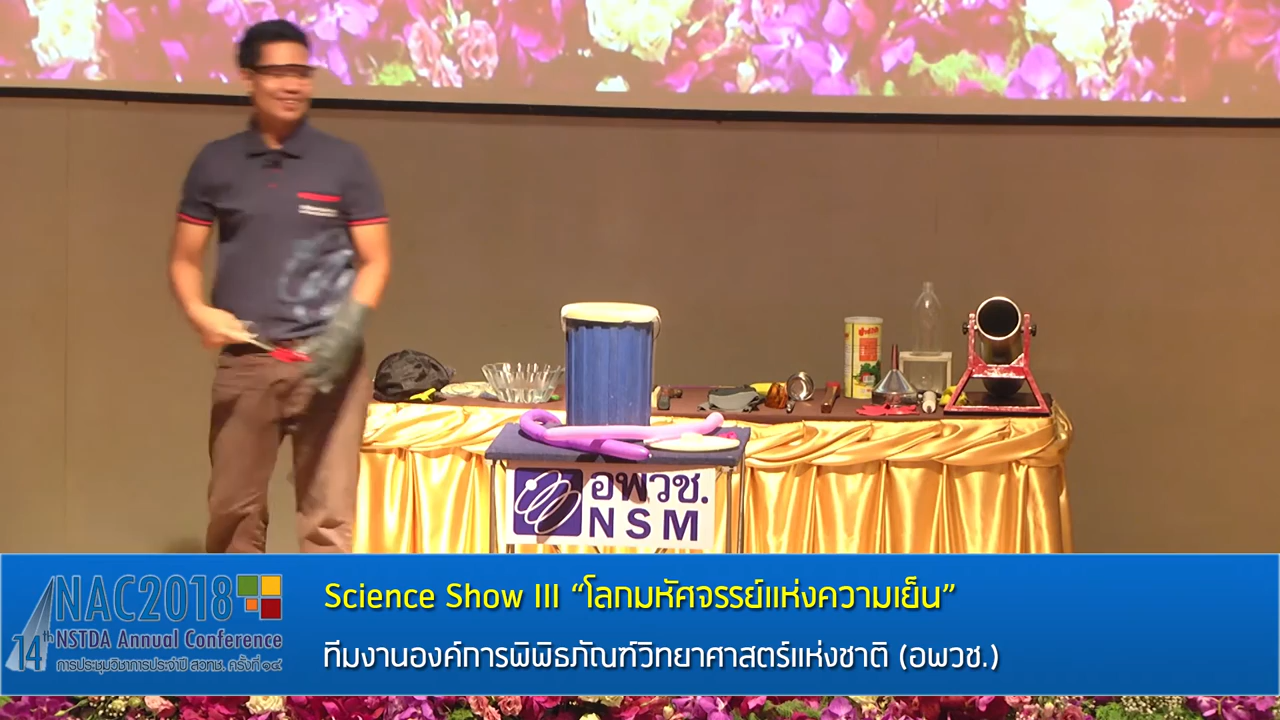 อพวช.
NSM
NAC2018
14th NSTDA Annual Conference
การประชุมวิชาการประจำปี สวทช. ครั้งที่ ๑๔
Science Show III “โลกมหัศจรรย์แห่งความเย็น”
ทีมงานองค์การพิพิธภัณฑ์วิทยาศาสตร์แห่งชาติ (อพวช.)